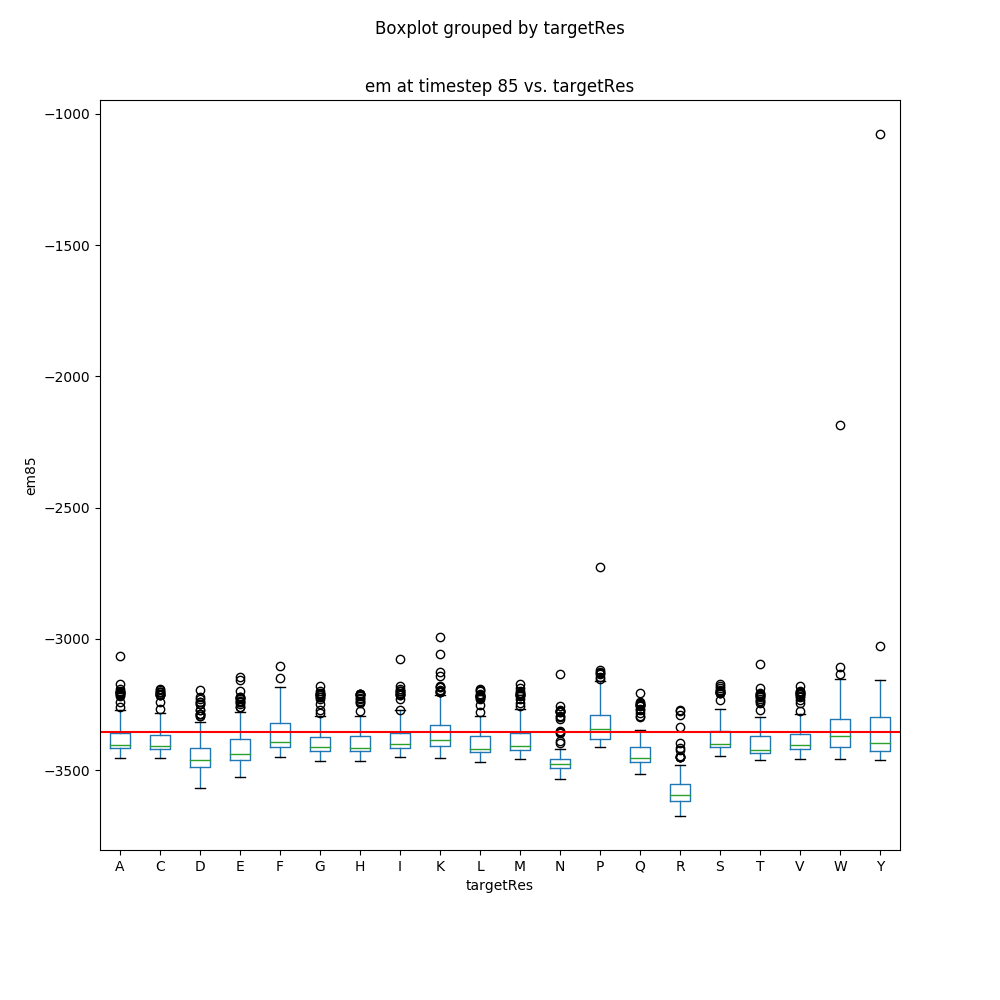 Boxplot grouped by targetRes
em at timestep 85 vs. targetRes
−1000
−1500
−2000
−2500
−3000
−3500
em85
A C D E F G H I K L M N P Q R S T V W Y
targetRes